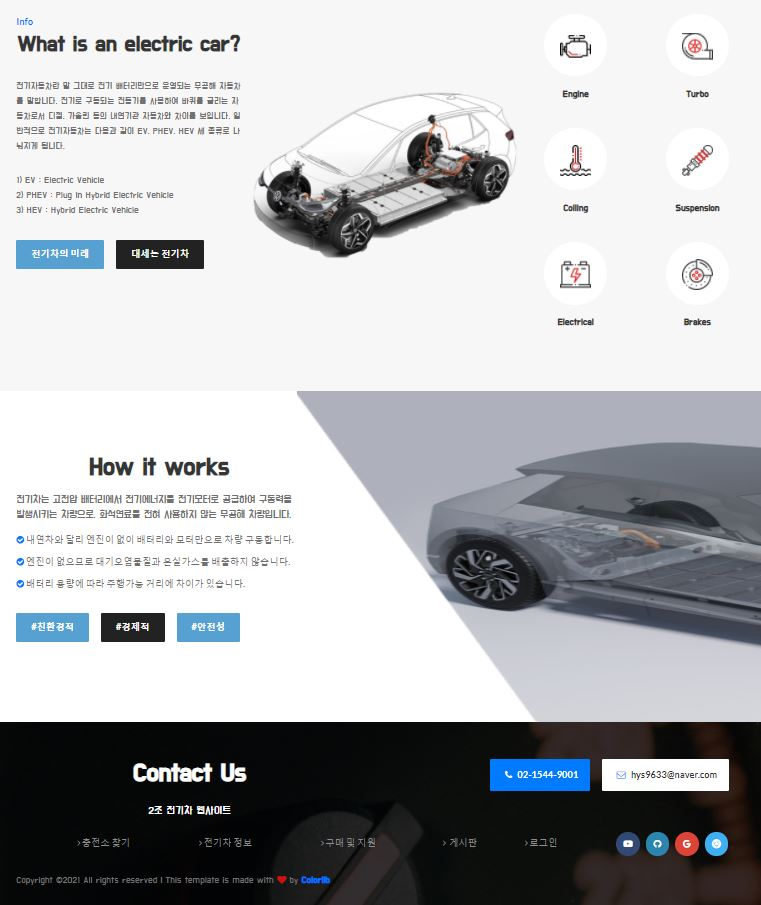 Info
What is an electric car?
전기자동차란 말 그대로 전기 배터리만으로 운영되는 무공해 자동차
를 말합니다. 전기로 구동되는 전동기를 사용하여 바퀴를 굴리는 자
동차로서 디젤, 가솔린 등의 내연기관 자동차와 차이를 보입니다. 일
반적으로 전기자동차는 다음과 같이 EV, PHEV, HEV 세 종류로 나
눠지게 됩니다.
1) EV : Electric Vehicle
2) PHEV : Plug In Hybrid Electric Vehicle
3) HEV : Hybrid Electric Vehicle
전기차의 미래
대세는 전기차
Engine
Turbo
Colling
Suspension
Electrical
Brakes
How it works
전기차는 고전압 배터리에서 전기에너지를 전기모터로 공급하여 구동력을
발생시키는 차량으로, 화석연료를 전혀 사용하지 않는 무공해 차량입니다.
내연차와 달리 엔진이 없이 배터리와 모터만으로 차량 구동합니다.
엔진이 없으므로 대기오염물질과 온실가스를 배출하지 않습니다.
배터리 용량에 따라 주행가능 거리에 차이가 있습니다.
#친환경적
#경제적
#안전성
Contact Us
02-1544-9001
hys9633@naver.com
2조 전기차 웹사이트
› 충전소 찾기
› 전기차 정보
› 구매 및 지원
› 게시판
› 로그인
Copyright ©2021 All rights reserved | This template is made with ❤ by Colorlib